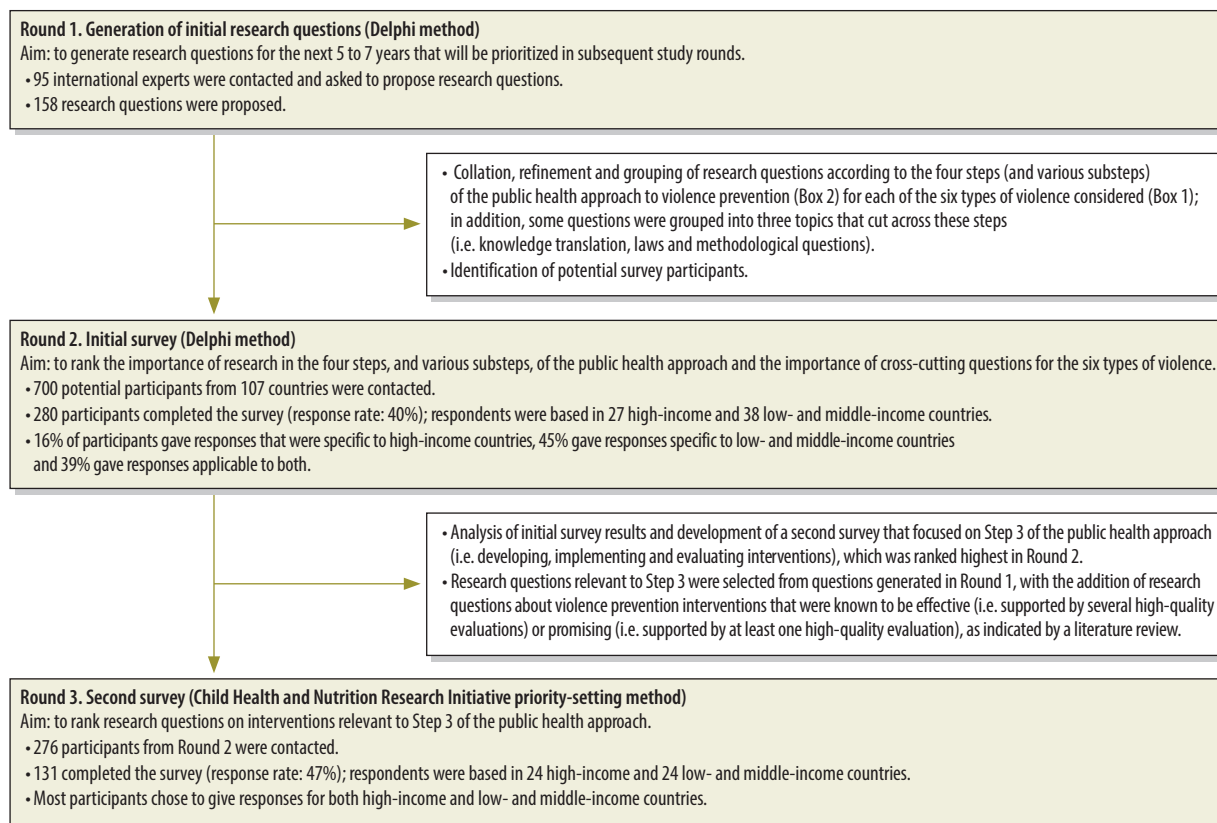 Round 1. Generation of initial research questions (Delphi method)
Aim: to generate research questions for the next 5 to 7 years that will be prioritized in subsequent study rounds.
• 95 international experts were contacted and asked to propose research questions.
• 158 research questions were proposed.
• Collation, refinement and grouping of research questions according to the four steps (and various substeps)
of the public health approach to violence prevention (Box 2) for each of the six types of violence considered (Box 1);
in addition, some questions were grouped into three topics that cut across these steps
(i.e. knowledge translation, laws and methodological questions).
• Identification of potential survey participants.
Round 2. Initial survey (Delphi method)
Aim: to rank the importance of research in the four steps, and various substeps, of the public health approach and the importance of cross-cutting questions for the six types of violence.
• 700 potential participants from 107 countries were contacted.
• 280 participants completed the survey (response rate: 40%); respondents were based in 27 high-income and 38 low- and middle-income countries.
• 16% of participants gave responses that were specific to high-income countries, 45% gave responses specific to low- and middle-income countries
and 39% gave responses applicable to both.
• Analysis of initial survey results and development of a second survey that focused on Step 3 of the public health approach
(i.e. developing, implementing and evaluating interventions), which was ranked highest in Round 2.
• Research questions relevant to Step 3 were selected from questions generated in Round 1, with the addition of research
questions about violence prevention interventions that were known to be effective (i.e. supported by several high-quality
evaluations) or promising (i.e. supported by at least one high-quality evaluation), as indicated by a literature review.
Round 3. Second survey (Child Health and Nutrition Research Initiative priority-setting method)
Aim: to rank research questions on interventions relevant to Step 3 of the public health approach.
• 276 participants from Round 2 were contacted.
• 131 completed the survey (response rate: 47%); respondents were based in 24 high-income and 24 low- and middle-income countries.
• Most participants chose to give responses for both high-income and low- and middle-income countries.